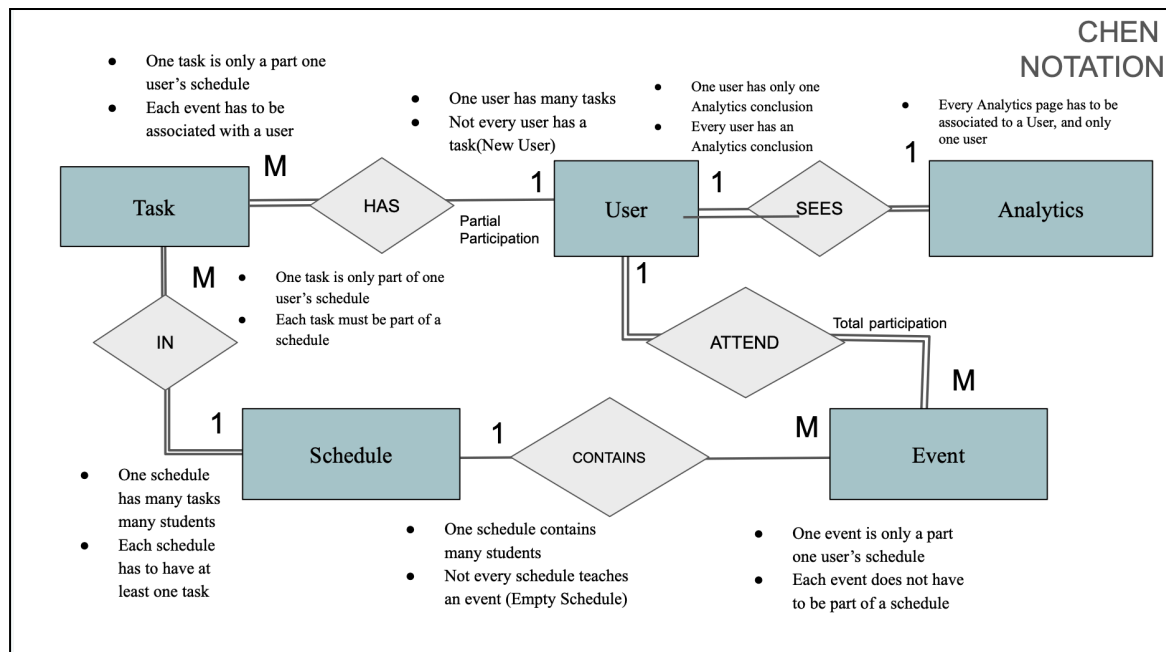 CHEN
NOTATION
● One task is only a part one
user's schedule
● Each event has to be
associated with a user
● One user has many tasks
● Not every user has a
task(New User)
● One user has only one
Analytics conclusion
● Every user has an
Analytics conclusion
● Every Analytics page has to be
associated to a User, and only
one user
Task
M
HAS
1
Partial
Participation
User
1
SEES
1
Analytics
M
● One task is only part of one
user's schedule
● Each task must be part of a
schedule
1
IN
ATTEND
Total participation
M
1
Schedule
1
CONTAINS
M
Event
● One schedule
has many tasks
many students
● Each schedule
has to have at
least one task
● One schedule contains
many students
● Not every schedule teaches
an event (Empty Schedule)
● One event is only a part
one user's schedule
● Each event does not have
to be part of a schedule